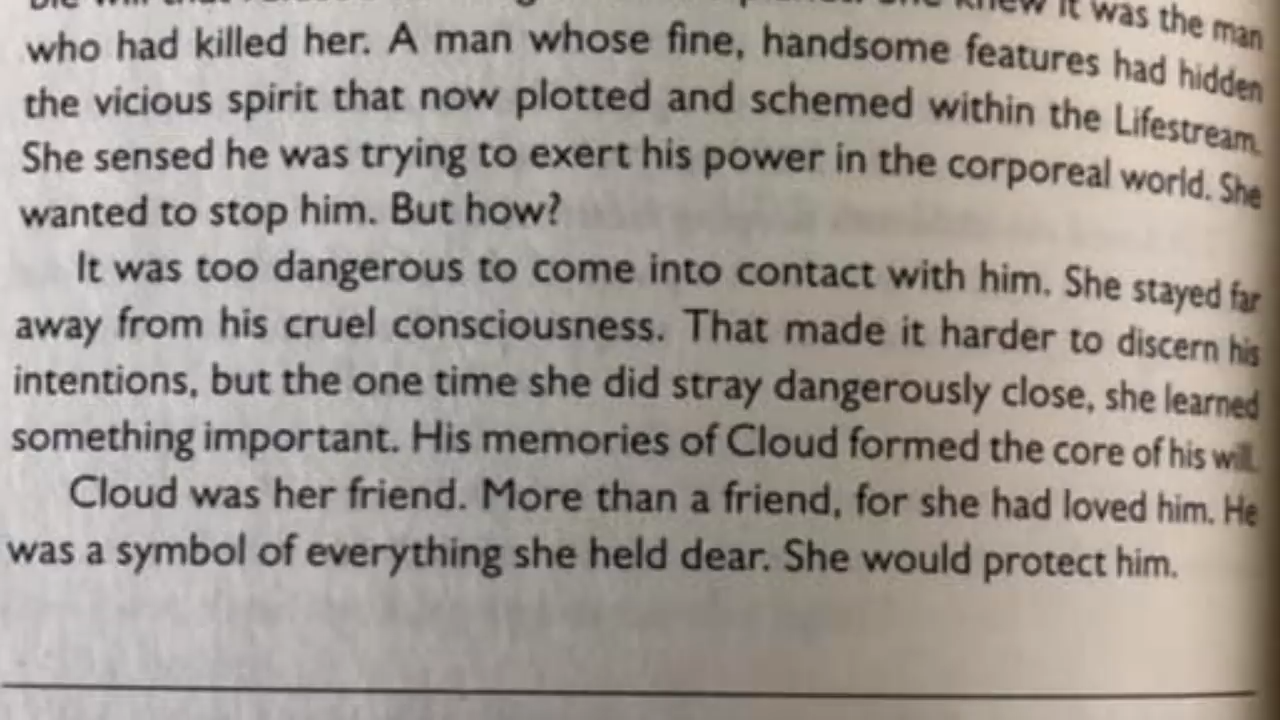 knew it was the man
who had killed her. A man whose fine, handsome features had hidden
the vicious spirit that now plotted and schemed within the Lifestream.
She sensed he was trying to exert his power in the corporeal world. She
wanted to stop him. But how?
It was too dangerous to come into contact with him. She stayed far
away from his cruel consciousness. That made it harder to discern his
intentions, but the one time she did stray dangerously close, she learned
something important. His memories of Cloud formed the core of his will.
Cloud was her friend. More than a friend, for she had loved him. He
was a symbol of everything she held dear. She would protect him.